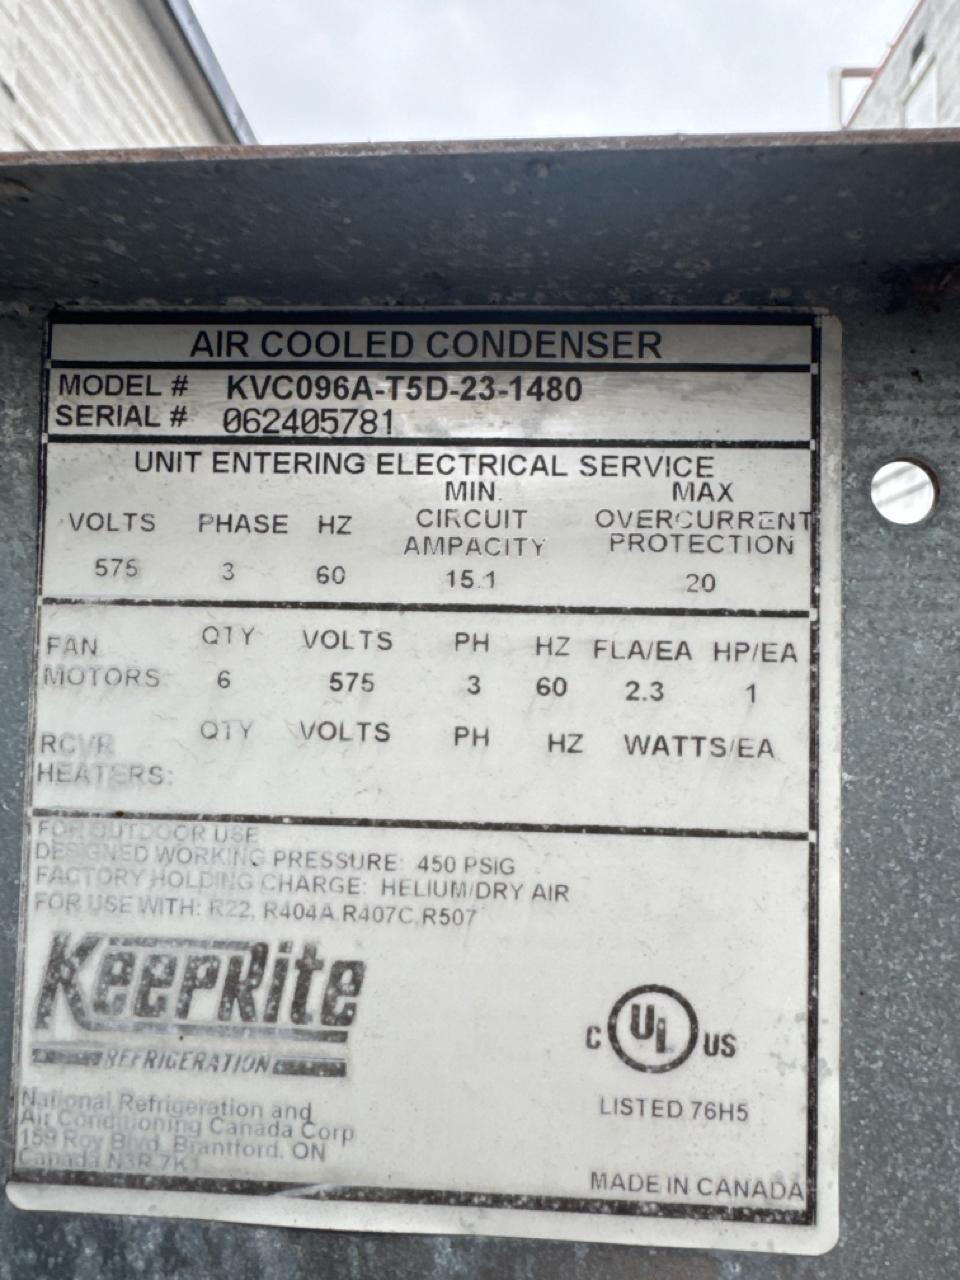 AIR COOLED CONDENSER
MODEL # KVC096A-T5D-23-1480
SERIAL # 062405781
UNIT ENTERING ELECTRICAL SERVICE
VOLTS PHASE HZ MIN. CIRCUIT AMPACITY MAX OVERCURRENT PROTECTION
575 3 60 15.1 20
FAN MOTORS: QTY VOLTS PH HZ FLA/EA HP/EA
6 575 3 60 2.3 1
RCVR HEATERS: QTY VOLTS PH HZ WATTS/EA
FOR OUTDOOR USE
DESIGNED WORKING PRESSURE: 450 PSIG
FACTORY HOLDING CHARGE: HELIUM/DRY AIR
FOR USE WITH: R22, R404A, R407C, R507
KeepRite
REFRIGERATION
C UL US
LISTED 76H5
National Refrigeration and
Air Conditioning Canada Corp
159 Roy Blvd, Brantford, ON
Canada N3R 7K1
MADE IN CANADA